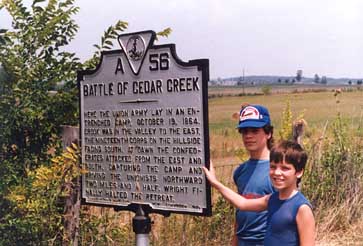 A 56
BATTLE OF CEDAR CREEK
HERE THE UNION ARMY LAY IN AN
ENTRENCHED CAMP, OCTOBER 19, 1864.
CROOK WAS IN THE VALLEY TO THE EAST,
THE NINETEENTH CORPS ON THE HILLSIDE
FACING SOUTH. AT DAWN THE CONFED-
ERATES ATTACKED FROM THE EAST AND
SOUTH, CAPTURING THE CAMP AND
DRIVING THE UNIONISTS NORTHWARD
TWO MILES AND A HALF. WRIGHT FI-
NALLY HALTED THE RETREAT.